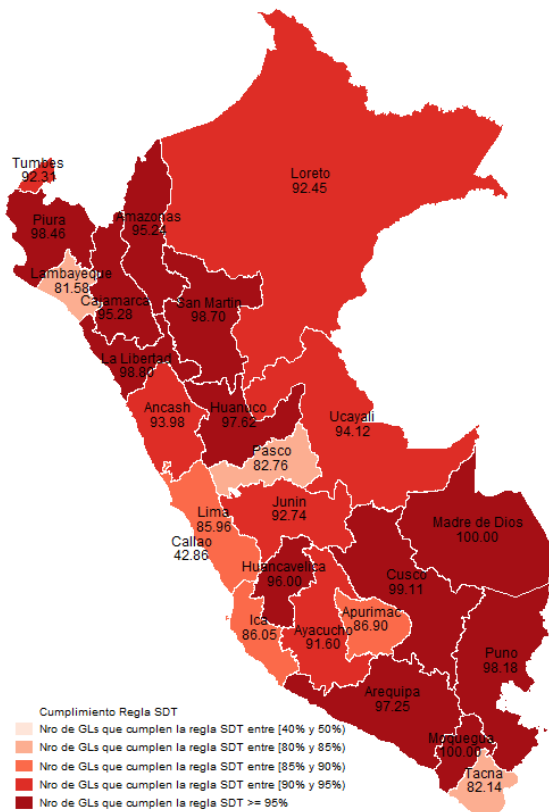 Tumbes
92.31
Loreto
92.45
Piura
98.46
Amazonas
95.24
Lambayeque
81.58
Cajamarca
95.28
San Martin
98.70
La Libertad
98.80
Ancash
93.98
Huanuco
97.62
Ucayali
94.12
Pasco
82.76
Lima
85.96
Junin
92.74
Callao
42.86
Madre de Dios
100.00
Huancavelica
96.00
Cusco
99.11
Ica
86.05
Ayacucho
91.60
Apurimac
86.90
Puno
98.18
Arequipa
97.25
Moquegua
100.00
Tacna
82.14
Cumplimiento Regla SDT
Nro de GLs que cumplen la regla SDT entre [40% y 50%)
Nro de GLs que cumplen la regla SDT entre [80% y 85%)
Nro de GLs que cumplen la regla SDT entre [85% y 90%)
Nro de GLs que cumplen la regla SDT entre [90% y 95%)
Nro de GLs que cumplen la regla SDT >= 95%